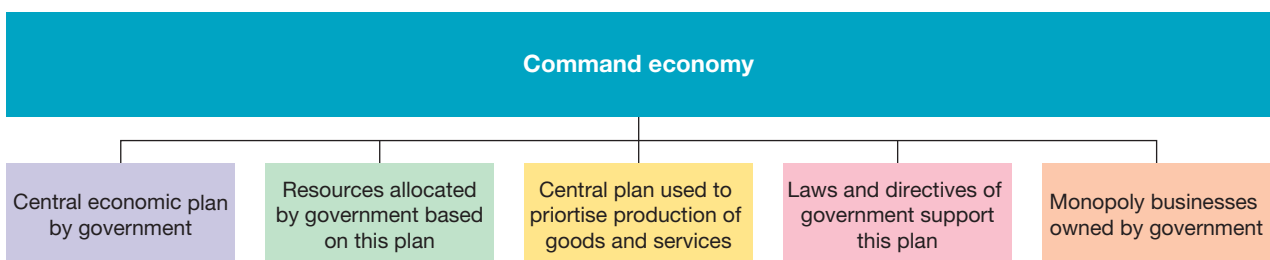 Command economy
Central economic plan
by government
Resources allocated
by government based
on this plan
Central plan used to
priortise production of
goods and services
Laws and directives of
government support
this plan
Monopoly businesses
owned by government